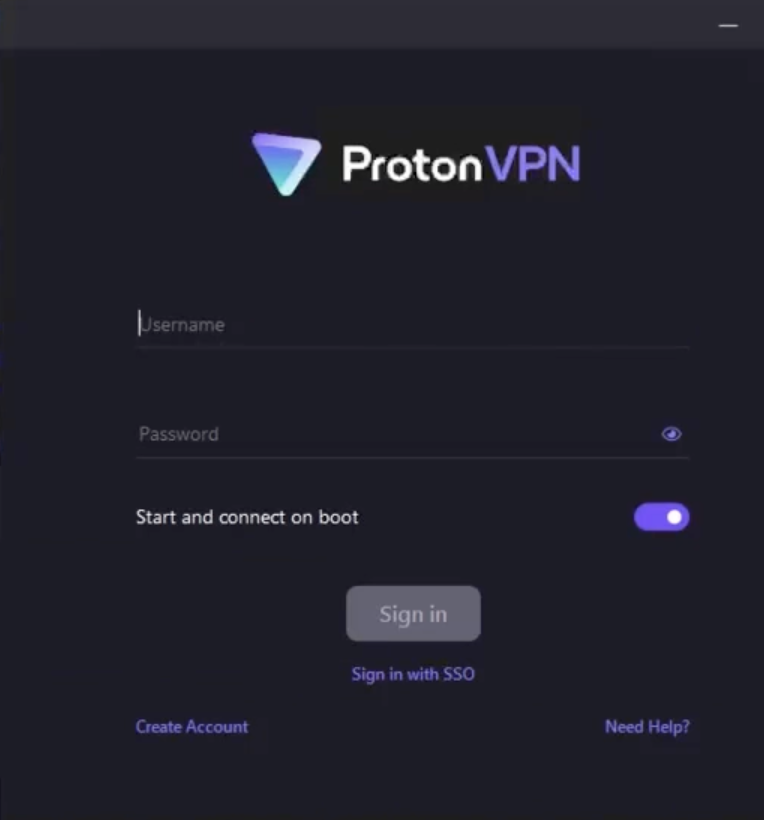 ProtonVPN
Username
Password
Start and connect on boot
Sign in
Sign in with SSO
Create Account
Need Help?